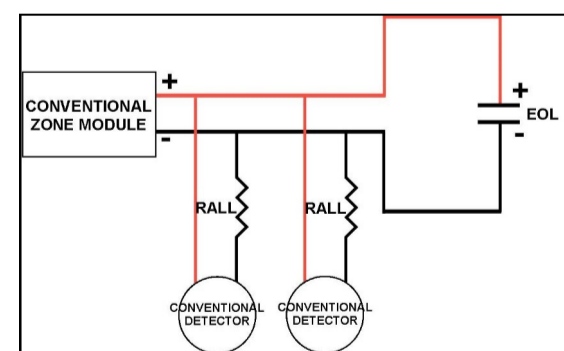 CONVENTIONAL
ZONE MODULE
+
-
+
EOL
-
RALL
RALL
CONVENTIONAL
DETECTOR
CONVENTIONAL
DETECTOR